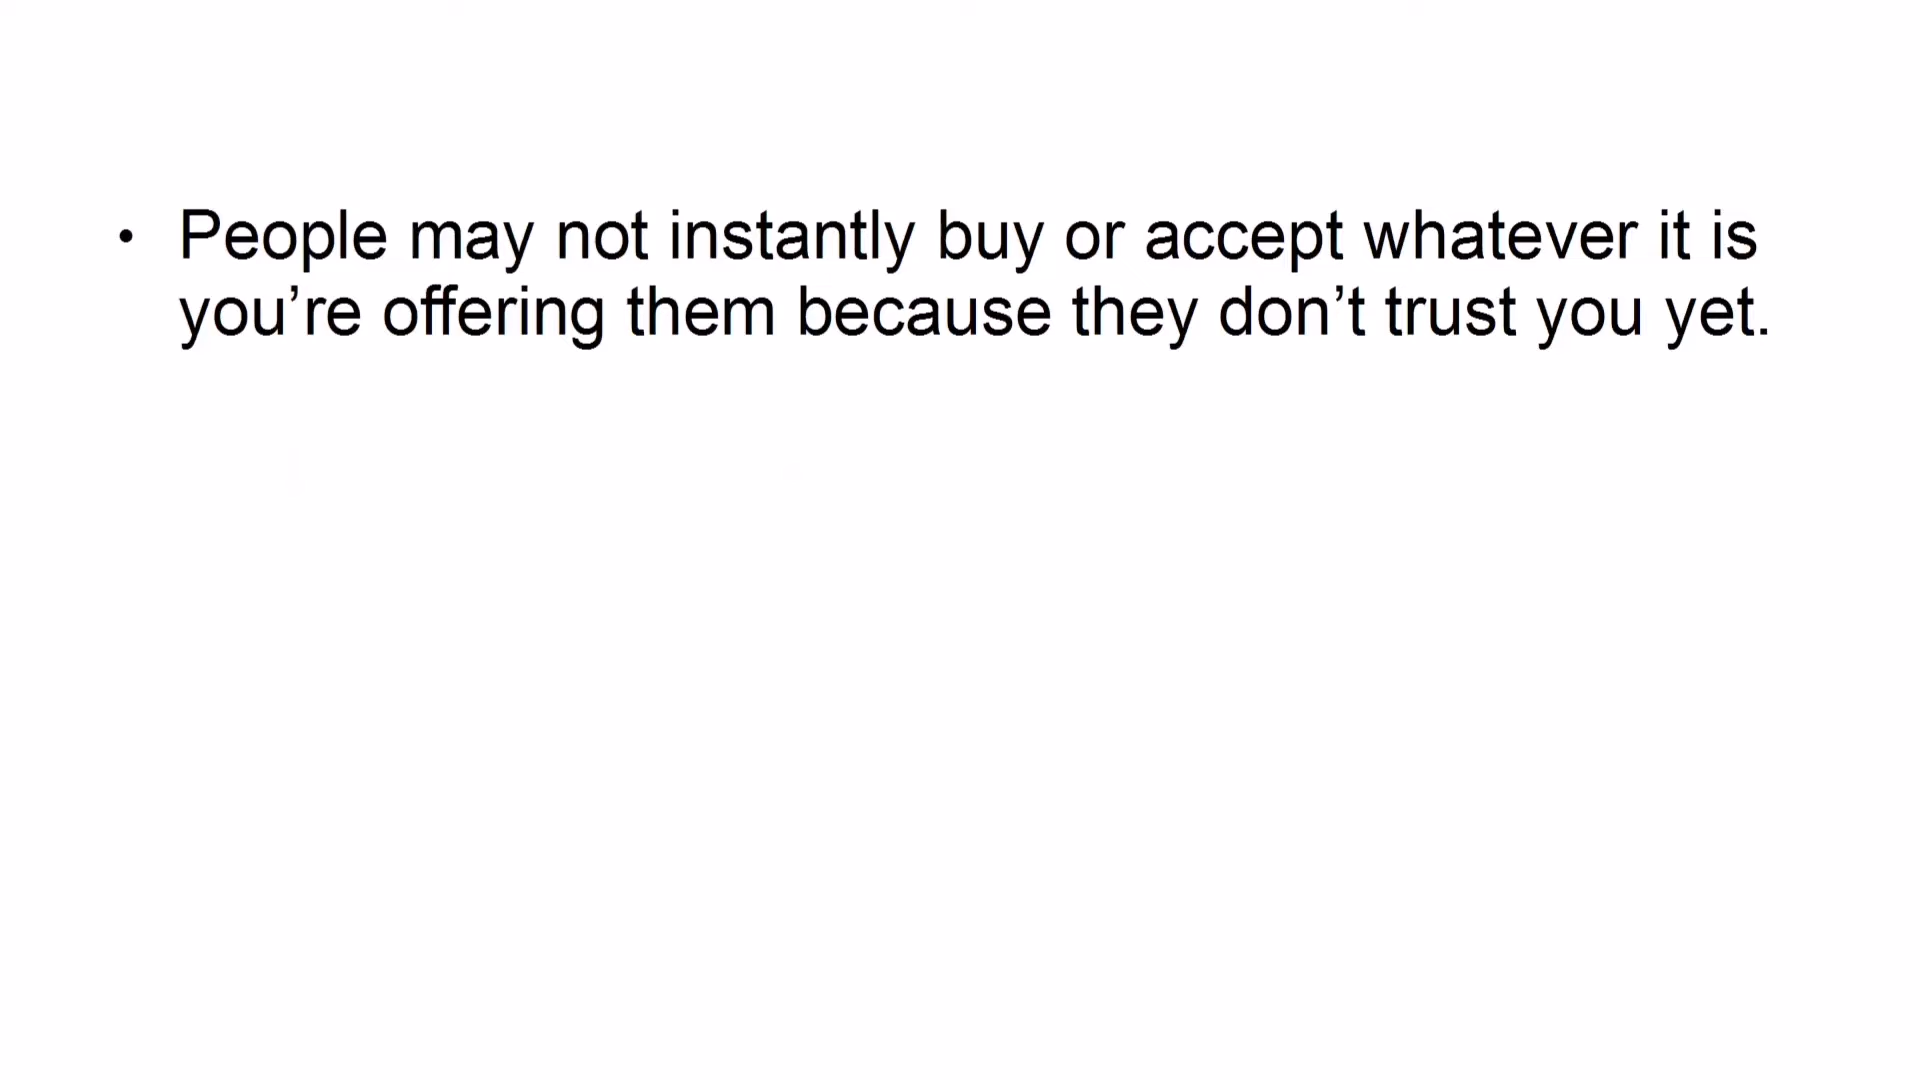 • People may not instantly buy or accept whatever it is
you’re offering them because they don’t trust you yet.